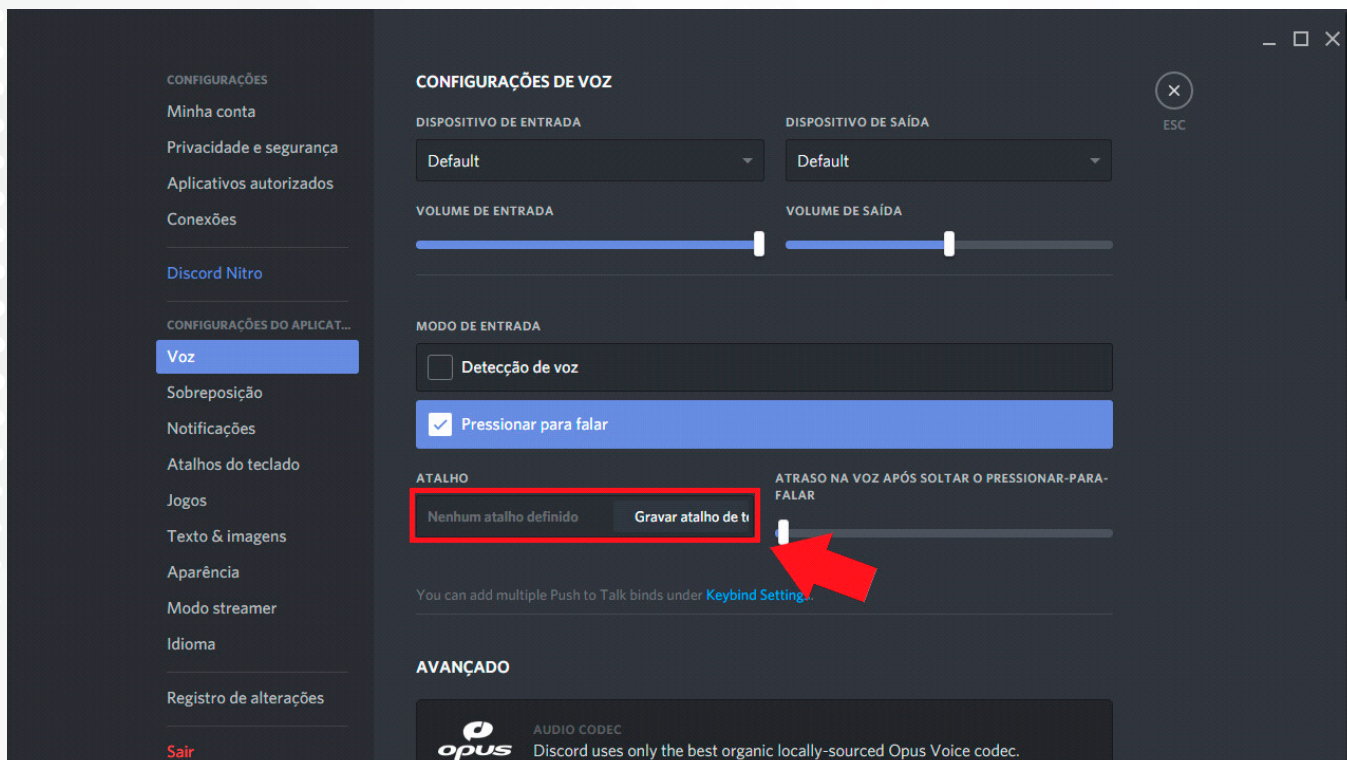 CONFIGURAÇÕES
Minha conta
Privacidade e segurança
Aplicativos autorizados
Conexões
Discord Nitro
CONFIGURAÇÕES DO APLICAT...
Voz
Sobreposição
Notificações
Atalhos do teclado
Jogos
Texto & imagens
Aparência
Modo streamer
Idioma
Registro de alterações
Sair
CONFIGURAÇÕES DE VOZ
ESC
DISPOSITIVO DE ENTRADA
Default
DISPOSITIVO DE SAÍDA
Default
VOLUME DE ENTRADA
VOLUME DE SAÍDA
MODO DE ENTRADA
Detecção de voz
Pressionar para falar
ATALHO
Nenhum atalho definido
Gravar atalho de te
ATRASO NA VOZ APÓS SOLTAR O PRESSIONAR-PARA-
FALAR
You can add multiple Push to Talk binds under Keybind Settings.
AVANÇADO
opus
AUDIO CODEC
Discord uses only the best organic locally-sourced Opus Voice codec.